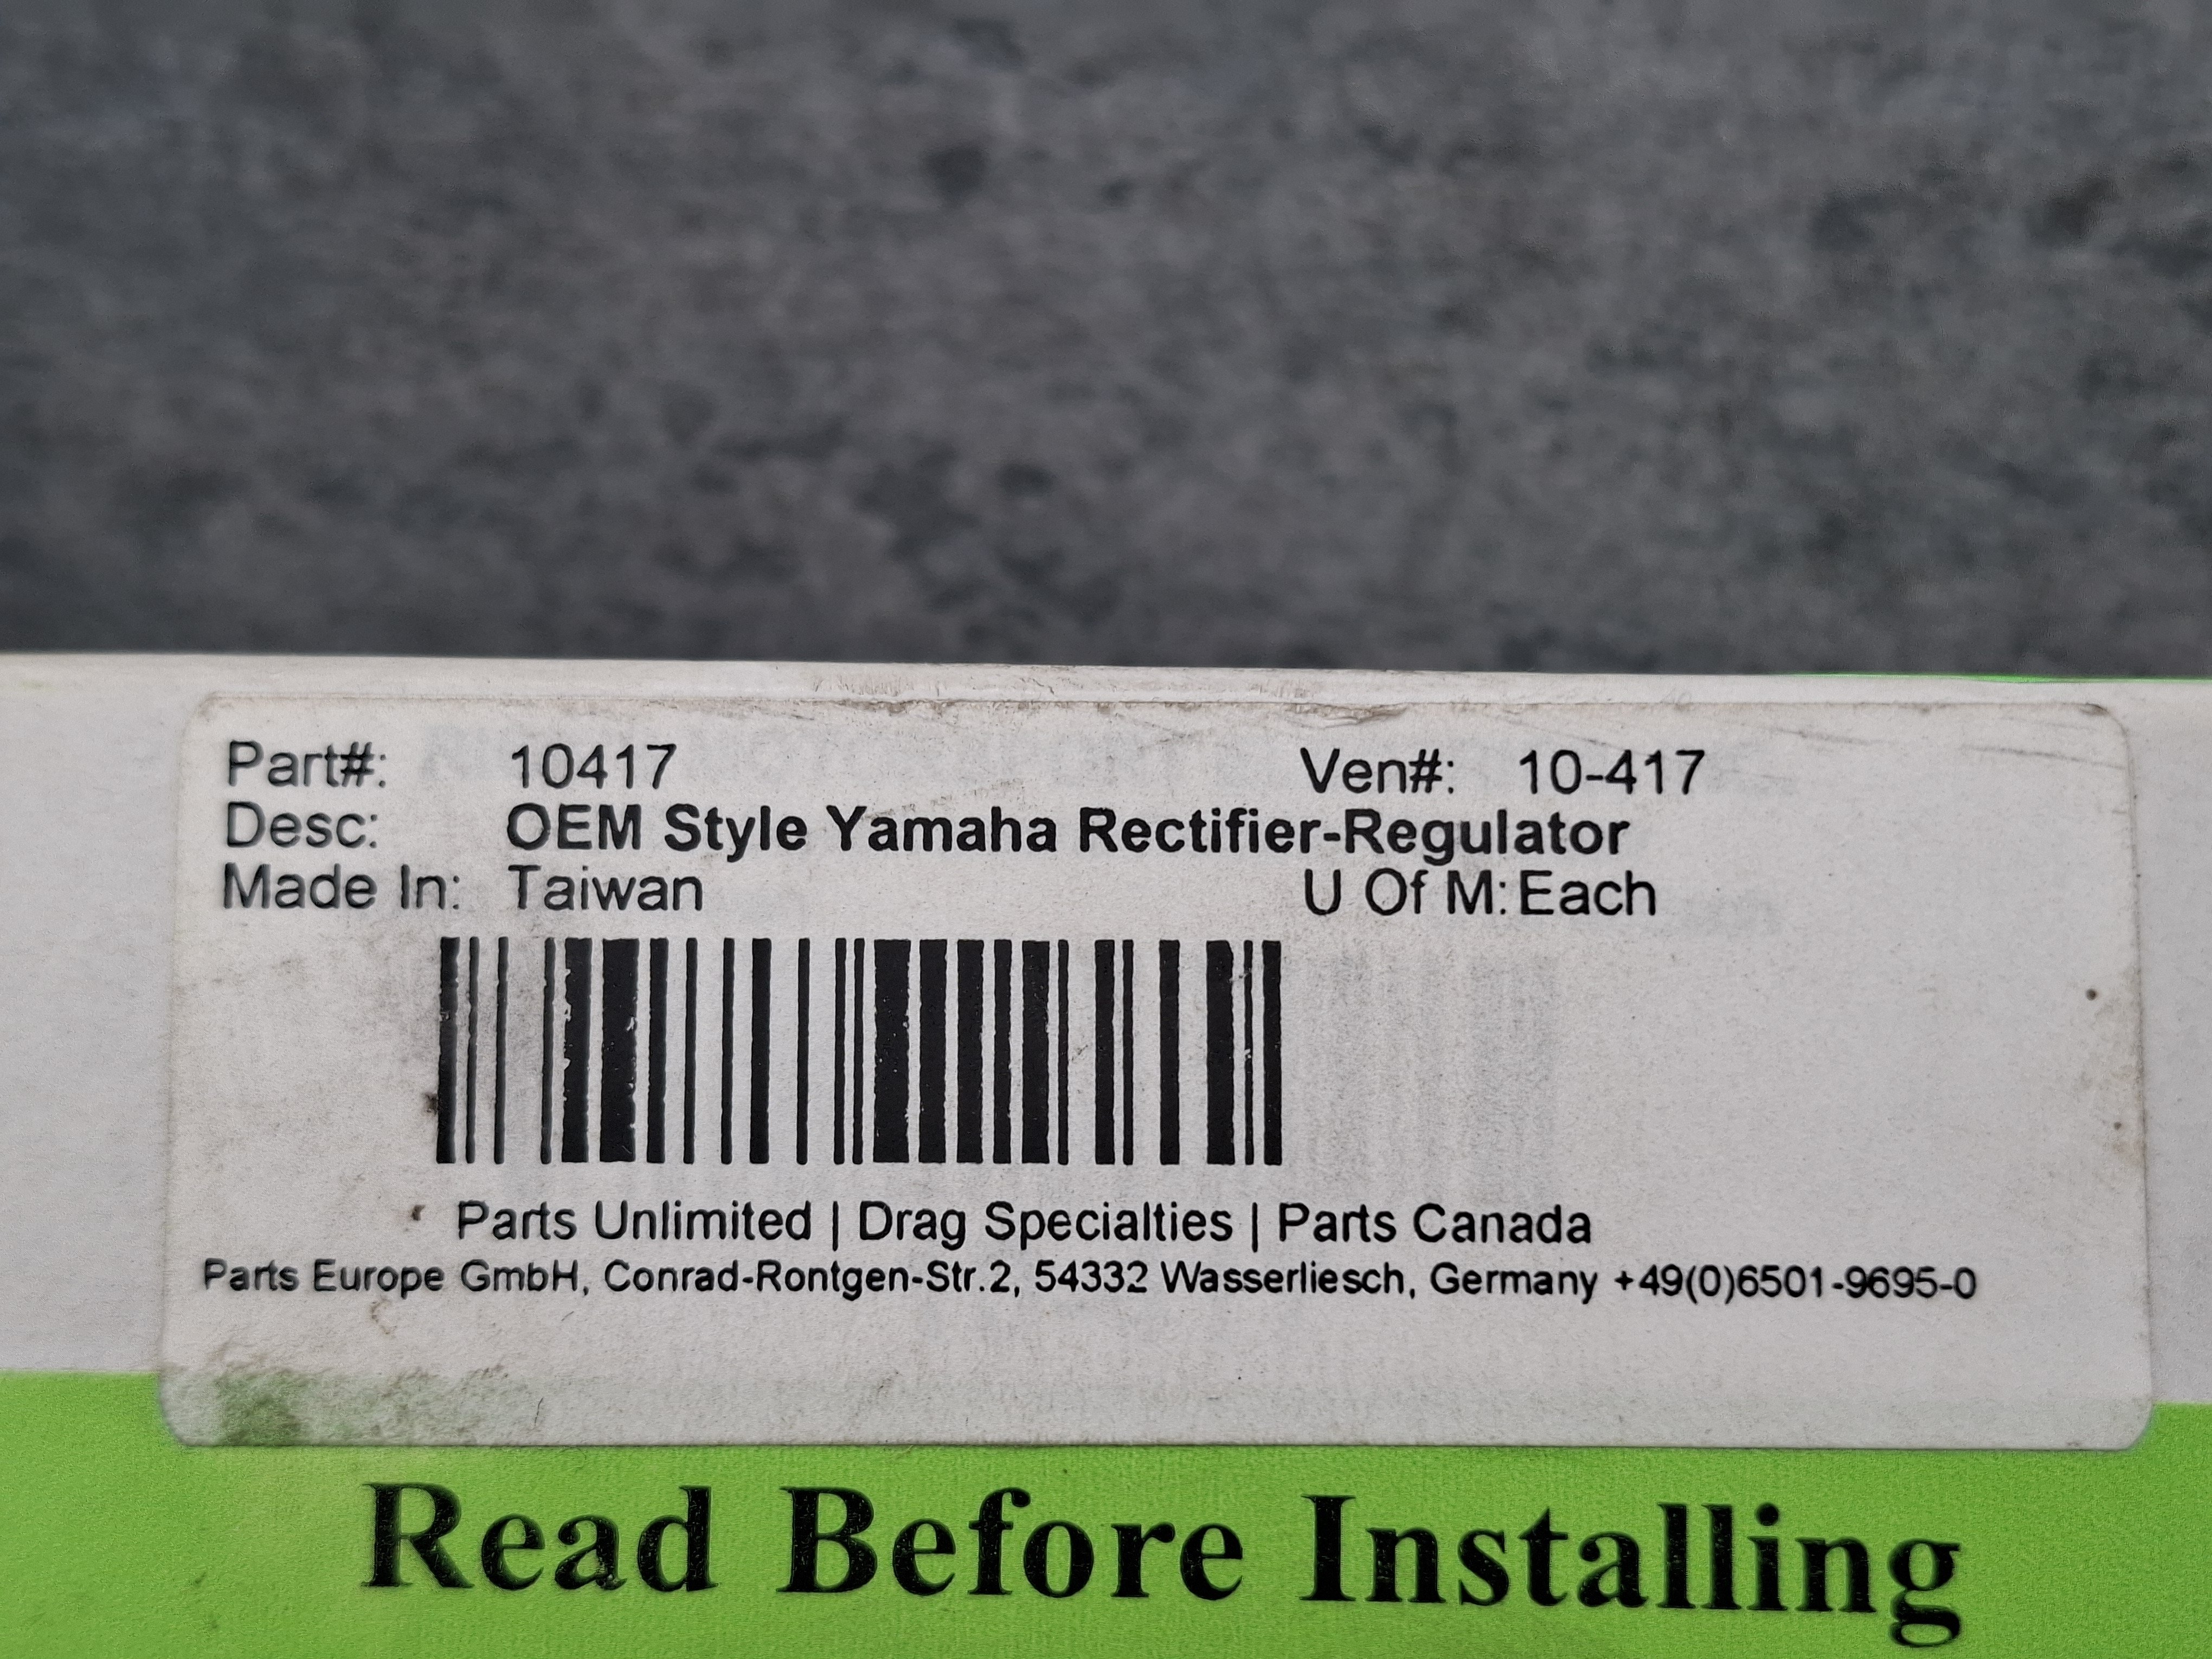 Part#: 10417 Ven#: 10-417
Desc: OEM Style Yamaha Rectifier-Regulator
Made In: Taiwan U Of M: Each
Parts Unlimited | Drag Specialties | Parts Canada
Parts Europe GmbH, Conrad-Rontgen-Str.2, 54332 Wasserliesch, Germany +49(0)6501-9695-0
Read Before Installing